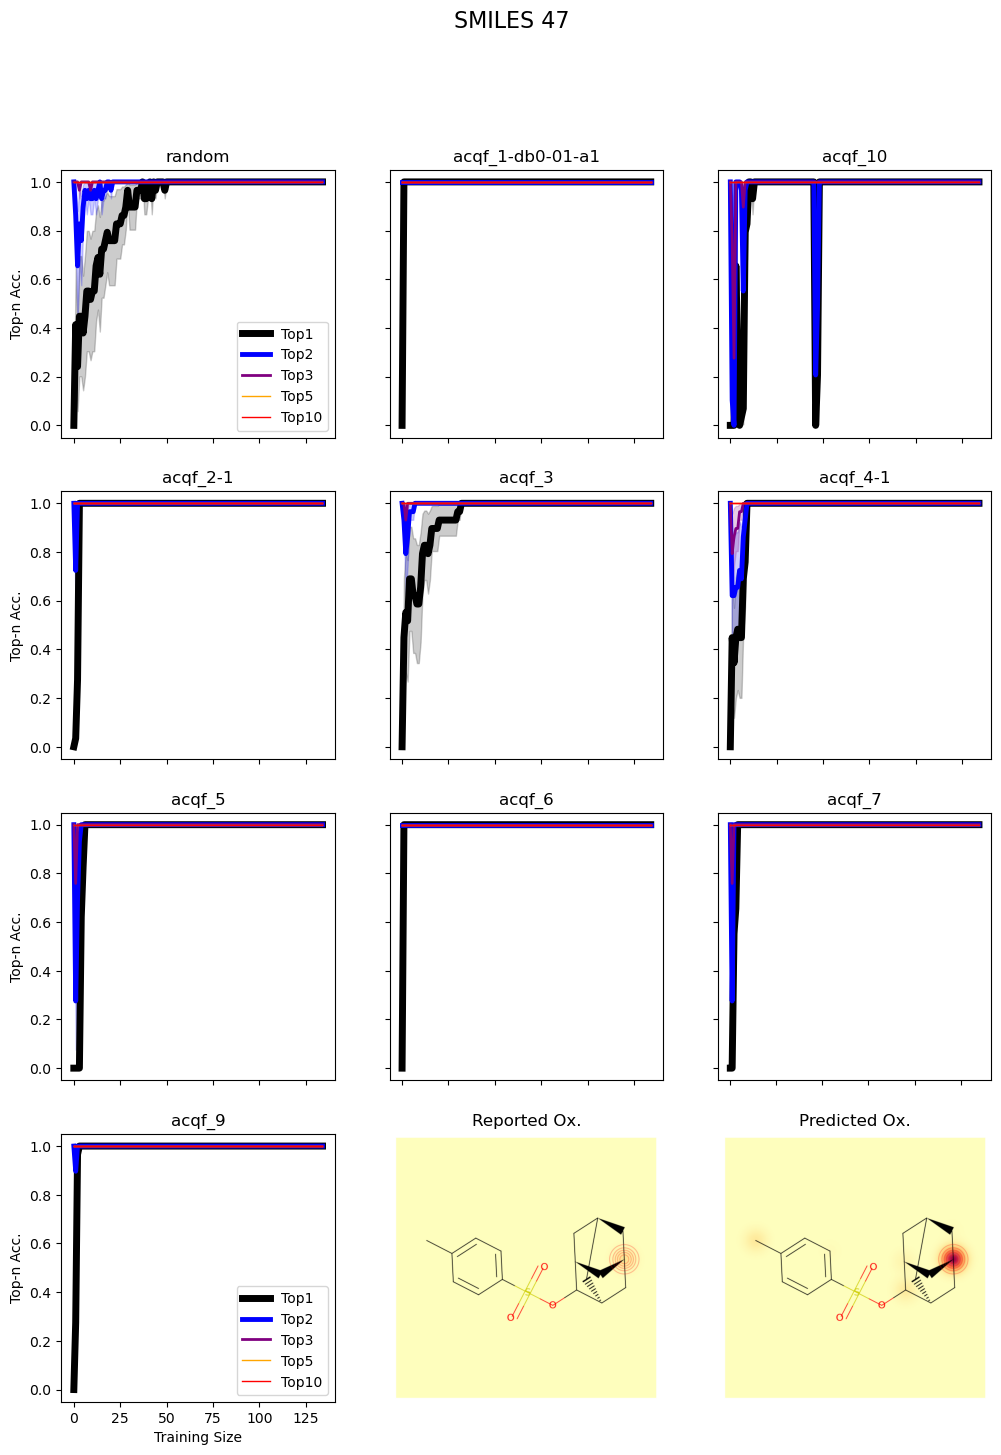 SMILES 47
random
acqf_1-db0-01-a1
acqf_10
1.0
0.8
0.6
0.4
0.2
0.0
Top-n Acc.
Top1
Top2
Top3
Top5
Top10
acqf_2-1
acqf_3
acqf_4-1
1.0
0.8
0.6
0.4
0.2
0.0
Top-n Acc.
acqf_5
acqf_6
acqf_7
1.0
0.8
0.6
0.4
0.2
0.0
Top-n Acc.
acqf_9
Reported Ox.
Predicted Ox.
1.0
0.8
0.6
0.4
0.2
0.0
Top-n Acc.
Top1
Top2
Top3
Top5
Top10
0 25 50 75 100 125
Training Size
O
S
O
O
O
S
O
O